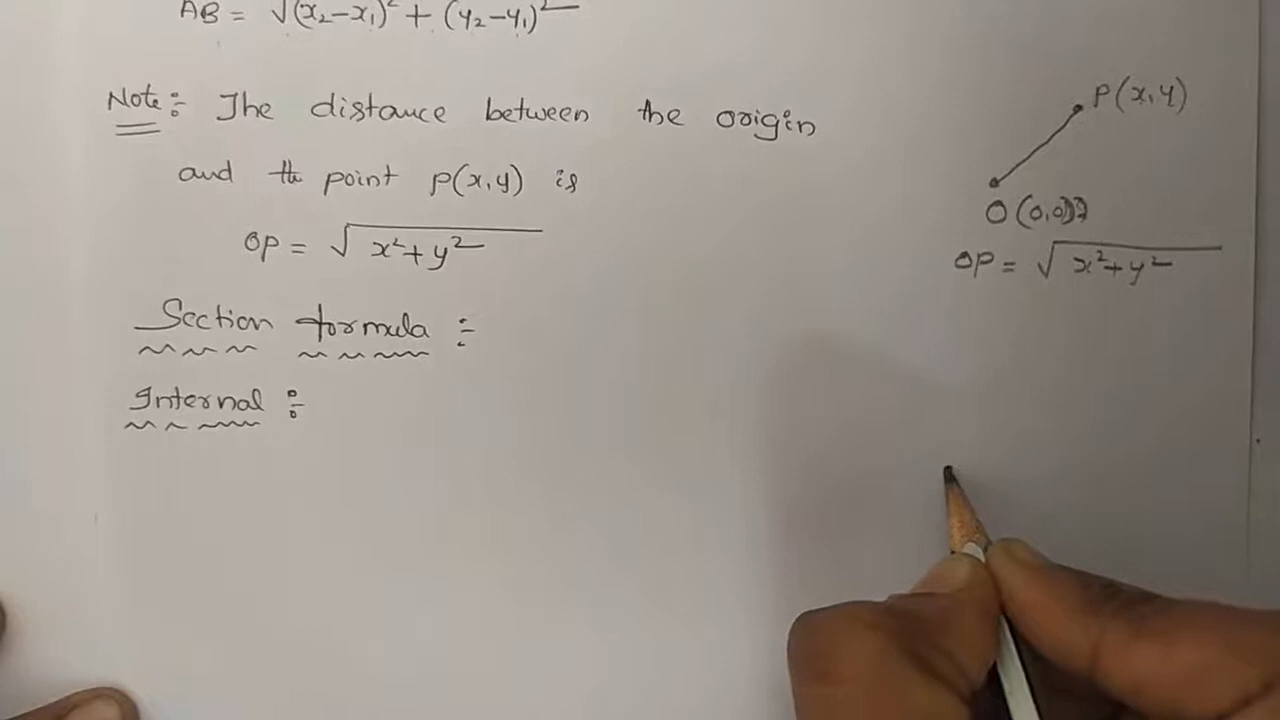 AB = √(x₂-x₁)² + (y₂-y₁)²
Note: The distance between the origin
and the point P(x,y) is
OP = √x²+y²
Section formula :-
Internal :-
P(x,y)
O(0,0)
OP = √x²+y²